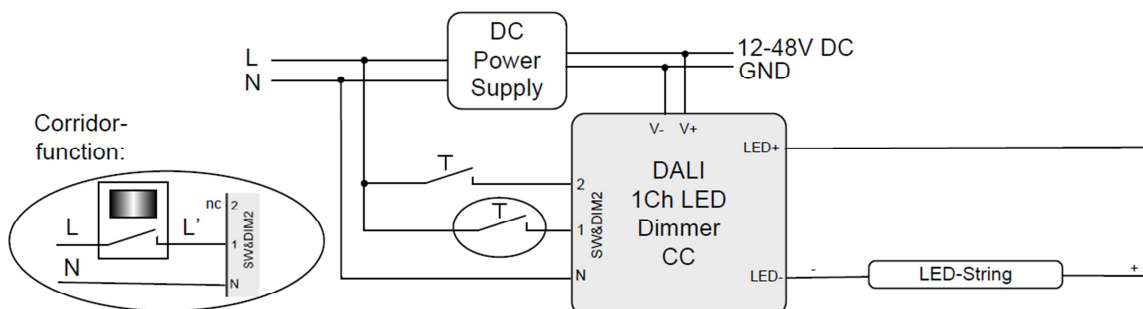 DC
Power
Supply
L
N
12-48V DC
GND
Corridor-
function:
V- V+
LED+
T
2
DALI
1Ch LED
Dimmer
CC
SW&DIM2
T
1
N
LED-
-
LED-String
+
nc
2
L
L’
1
SW&DIM2
N
N